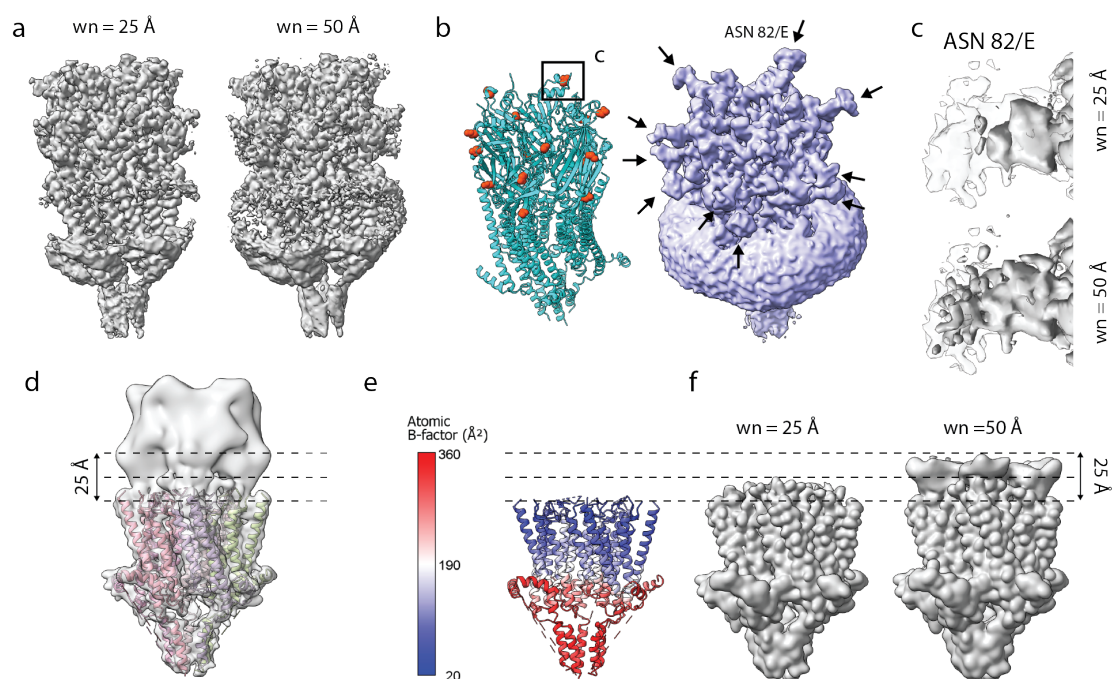 a
wn = 25 Å
wn = 50 Å
b
c
ASN 82/E
c
ASN 82/E
wn = 25 Å
wn = 50 Å
d
25 Å
e
Atomic
B-factor (Å²)
360
190
20
f
wn = 25 Å
wn =50 Å
25 Å